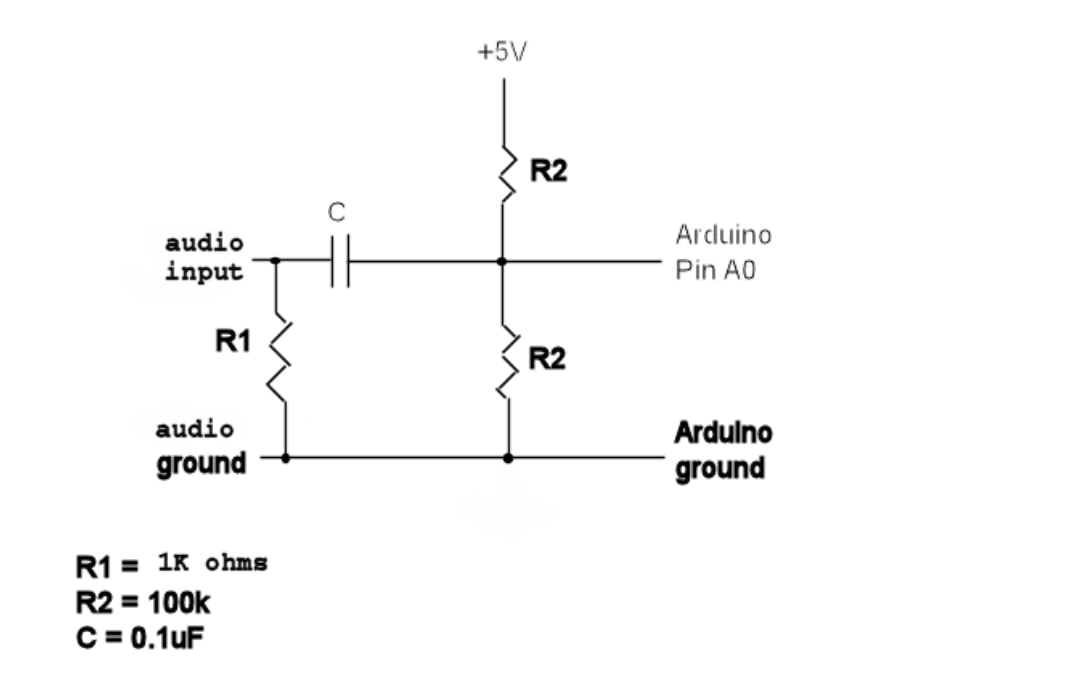 +5V
R2
C
audio
input
Arduino
Pin A0
R1
R2
audio
ground
Arduino
ground
R1 = 1K ohms
R2 = 100k
C = 0.1uF